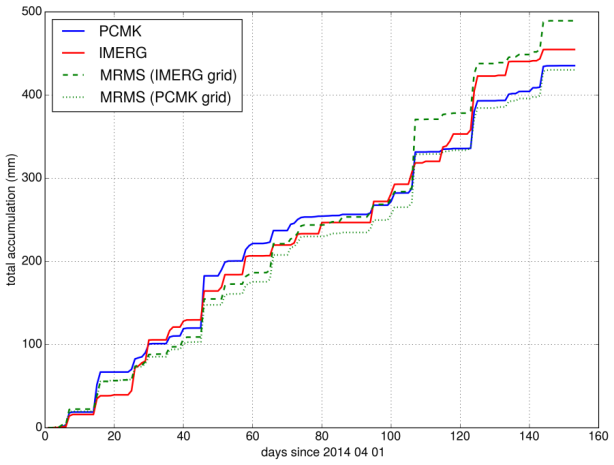 500
400
300
200
100
0
PCMK
IMERG
MRMS (IMERG grid)
MRMS (PCMK grid)
total accumulation (mm)
0 20 40 60 80 100 120 140 160
days since 2014 04 01